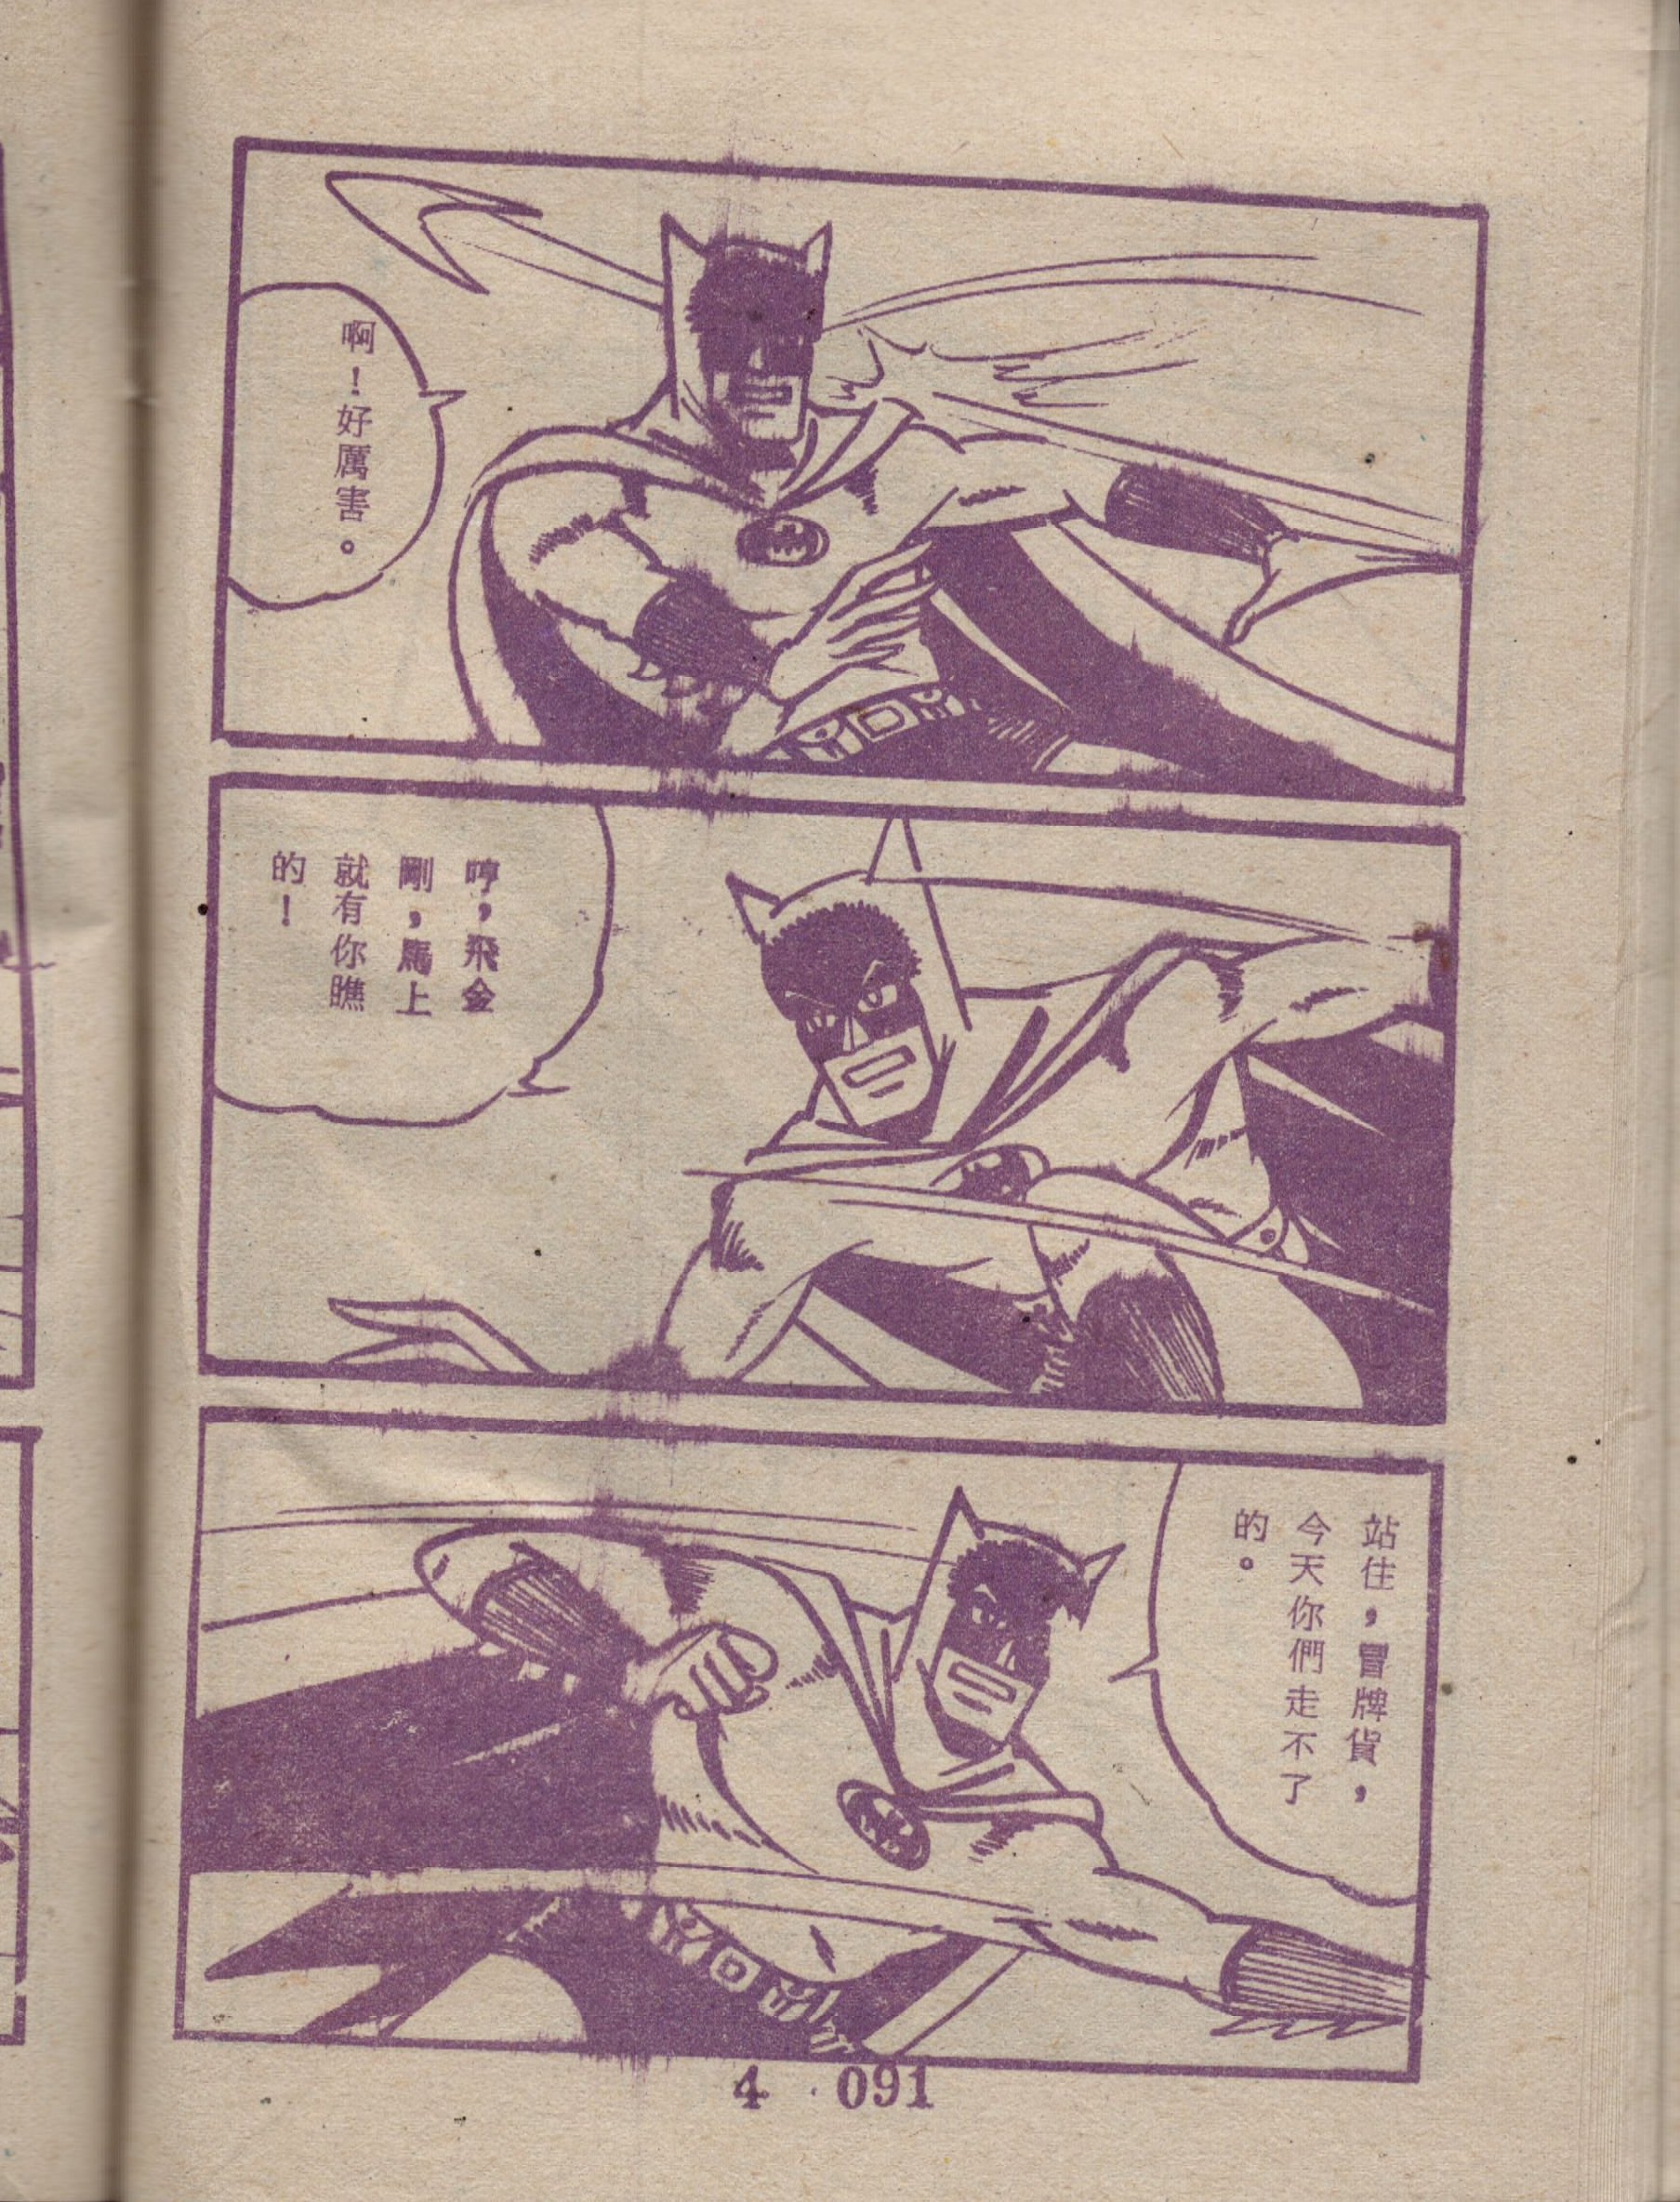 啊！好厲害。
哼，飛金
剛，馬上
就有你瞧
的！
站住，冒牌貨，
今天你們走不了
的。
4 · 091